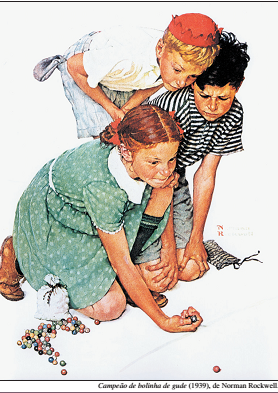 Campeão de bolinha de gude (1939), de Norman Rockwell.